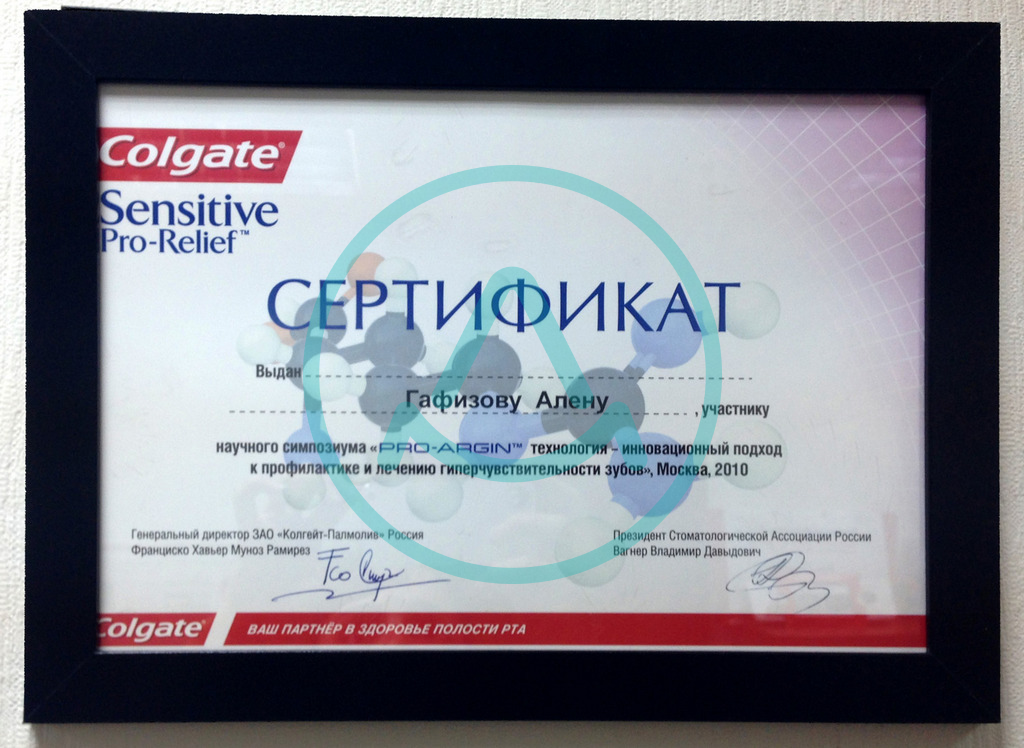 Colgate®
Sensitive
Pro-Relief™
СЕРТИФИКАТ
Выдан
Гафизову Алену
, участнику
научного симпозиума «PRO-ARGIN™ технология - инновационный подход
к профилактике и лечению гиперчувствительности зубов», Москва, 2010
Генеральный директор ЗАО «Колгейт-Палмолив» Россия
Франциско Хавьер Муноз Рамирез
Президент Стоматологической Ассоциации России
Вагнер Владимир Давыдович
Colgate®
ВАШ ПАРТНЁР В ЗДОРОВЬЕ ПОЛОСТИ РТА